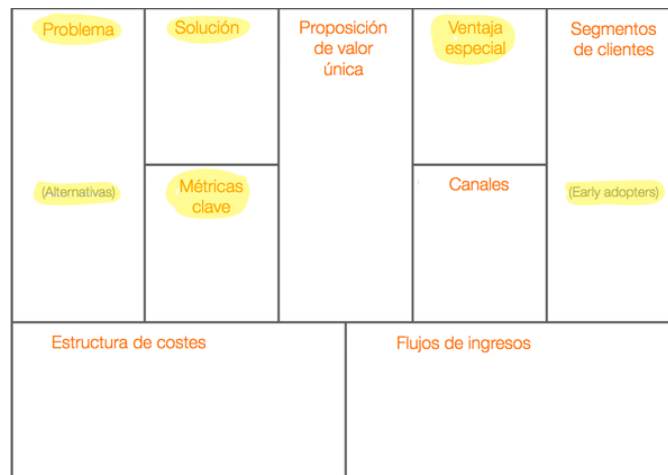 Problema
(Alternativas)
Solución
Métricas
clave
Proposición
de valor
única
Ventaja
especial
Canales
Segmentos
de clientes
(Early adopters)
Estructura de costes
Flujos de ingresos